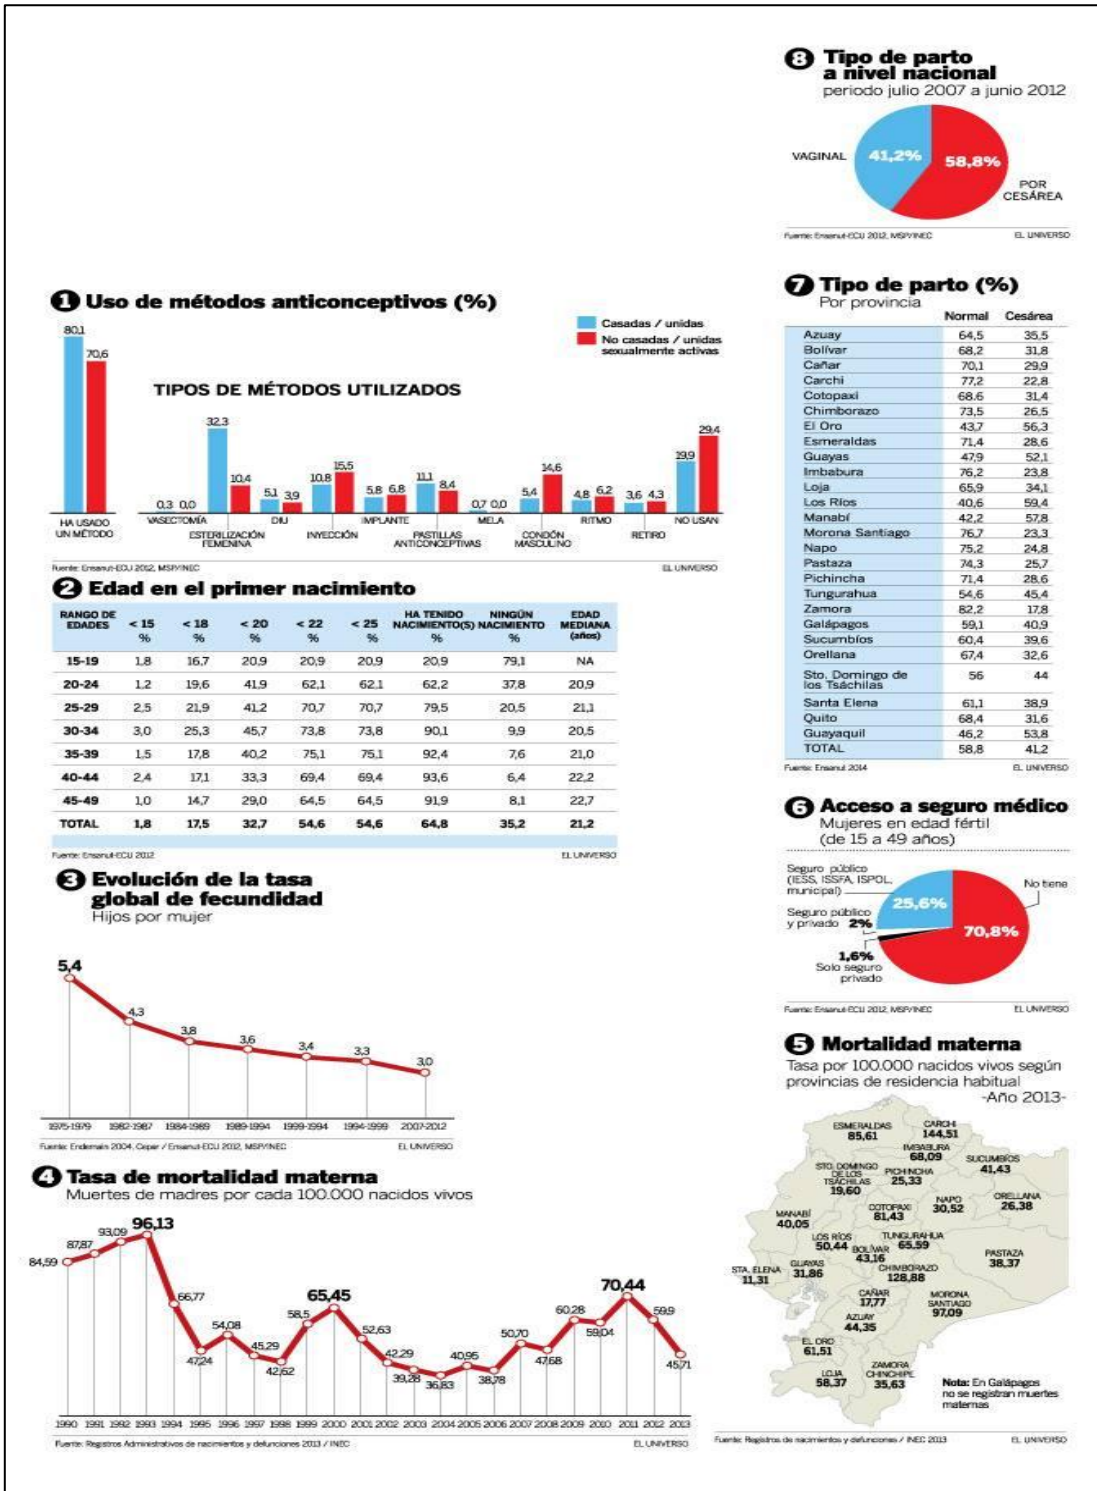 8 Tipo de parto
a nivel nacional
periodo julio 2007 a junio 2012
VAGINAL
41,2%
58,8%
POR
CESÁREA
Fuente: Ensanut-ECU 2012, MSP/INEC EL UNIVERSO
1 Uso de métodos anticonceptivos (%)
Casadas / unidas
No casadas / unidas
sexualmente activas
80,1
70,6
HA USADO
UN MÉTODO
TIPOS DE MÉTODOS UTILIZADOS
0,3 0,0
32,3 10,4
5,1 3,9
10,8 15,5
5,8 6,8
11,1 8,4
0,7 0,0
5,4 14,6
4,8 6,2
3,6 4,3
19,9 29,4
VASECTOMÍA
ESTERILIZACIÓN
FEMENINA
DIU
INYECCIÓN
IMPLANTE
PASTILLAS
ANTICONCEPTIVAS
MELA
CONDÓN
MASCULINO
RITMO
RETIRO
NO USAN
Fuente: Ensanut-ECU 2012, MSP/INEC EL UNIVERSO
2 Edad en el primer nacimiento
RANGO DE EDADES < 15 % < 18 % < 20 % < 22 % < 25 % HA TENIDO NACIMIENTO(S) % NINGÚN NACIMIENTO % EDAD MEDIANA (años)
15-19 1,8 16,7 20,9 20,9 20,9 20,9 79,1 NA
20-24 1,2 19,6 41,9 62,1 62,1 62,2 37,8 20,9
25-29 2,5 21,9 41,2 70,7 70,7 79,5 20,5 21,1
30-34 3,0 25,3 45,7 73,8 73,8 90,1 9,9 20,5
35-39 1,5 17,8 40,2 75,1 75,1 92,4 7,6 21,0
40-44 2,4 17,1 33,3 69,4 69,4 93,6 6,4 22,2
45-49 1,0 14,7 29,0 64,5 64,5 91,9 8,1 22,7
TOTAL 1,8 17,5 32,7 54,6 54,6 64,8 35,2 21,2
Fuente: Ensanut-ECU 2012 EL UNIVERSO
3 Evolución de la tasa
global de fecundidad
Hijos por mujer
5,4
4,3
3,8
3,6
3,4
3,3
3,0
1975-1979 1982-1987 1984-1989 1989-1994 1999-1994 1994-1999 2007-2012
Fuente: Endemain 2004, Cepar / Ensanut-ECU 2012, MSP/INEC EL UNIVERSO
4 Tasa de mortalidad materna
Muertes de madres por cada 100.000 nacidos vivos
84,59
87,87
93,09
96,13
66,77
47,24
54,08
45,29
42,62
58,5
65,45
52,63
42,29
39,28
36,83
40,95
38,78
50,70
47,68
60,28
59,04
70,44
59,9
45,71
1990 1991 1992 1993 1994 1995 1996 1997 1998 1999 2000 2001 2002 2003 2004 2005 2006 2007 2008 2009 2010 2011 2012 2013
Fuente: Registros Administrativos de nacimientos y defunciones 2013 / INEC EL UNIVERSO
7 Tipo de parto (%)
Por provincia
Normal Cesárea
Azuay 64,5 35,5
Bolívar 68,2 31,8
Cañar 70,1 29,9
Carchi 77,2 22,8
Cotopaxi 68.6 31,4
Chimborazo 73,5 26,5
El Oro 43,7 56,3
Esmeraldas 71,4 28,6
Guayas 47,9 52,1
Imbabura 76,2 23,8
Loja 65,9 34,1
Los Ríos 40,6 59,4
Manabí 42,2 57,8
Morona Santiago 76,7 23,3
Napo 75,2 24,8
Pastaza 74,3 25,7
Pichincha 71,4 28,6
Tungurahua 54,6 45,4
Zamora 82,2 17,8
Galápagos 59,1 40,9
Sucumbíos 60,4 39,6
Orellana 67,4 32,6
Sto. Domingo de
los Tsáchilas 56 44
Santa Elena 61,1 38,9
Quito 68,4 31,6
Guayaquil 46,2 53,8
TOTAL 58,8 41,2
Fuente: Ensanut 2014 EL UNIVERSO
6 Acceso a seguro médico
Mujeres en edad fértil
(de 15 a 49 años)
Seguro público
(IESS, ISSFA, ISPOL,
municipal)
25,6%
No tiene
70,8%
Seguro público
y privado 2%
1,6%
Solo seguro
privado
Fuente: Ensanut-ECU 2012, MSP/INEC EL UNIVERSO
5 Mortalidad materna
Tasa por 100.000 nacidos vivos según
provincias de residencia habitual
-Año 2013-
ESMERALDAS
85,61
CARCHI
144,51
IMBABURA
68,09
SUCUMBÍOS
41,43
STO. DOMINGO
DE LOS
TSÁCHILAS
19,60
PICHINCHA
25,33
NAPO
30,52
ORELLANA
26,38
MANABÍ
40,05
COTOPAXI
81,43
LOS RÍOS
50,44
TUNGURAHUA
65,59
BOLÍVAR
43,16
PASTAZA
38,37
STA. ELENA
11,31
GUAYAS
31,86
CHIMBORAZO
128,88
CAÑAR
17,77
MORONA
SANTIAGO
97,09
AZUAY
44,35
EL ORO
61,51
LOJA
58,37
ZAMORA
CHINCHIPE
35,63
Nota: En Galápagos
no se registran muertes
maternas
Fuente: Registros de nacimientos y defunciones / INEC 2013 EL UNIVERSO